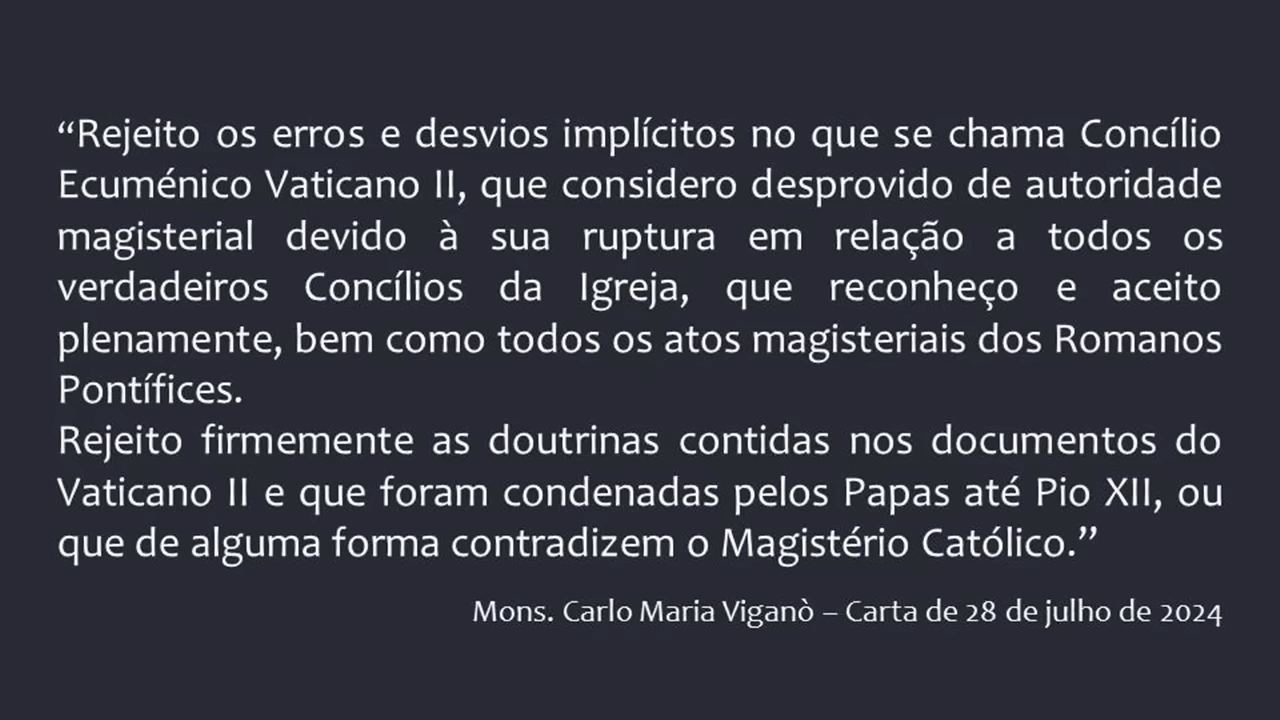 “Rejeito os erros e desvios implícitos no que se chama Concílio
Ecuménico Vaticano II, que considero desprovido de autoridade
magisterial devido à sua ruptura em relação a todos os
verdadeiros Concílios da Igreja, que reconheço e aceito
plenamente, bem como todos os atos magisteriais dos Romanos
Pontífices.
Rejeito firmemente as doutrinas contidas nos documentos do
Vaticano II e que foram condenadas pelos Papas até Pio XII, ou
que de alguma forma contradizem o Magistério Católico.”
Mons. Carlo Maria Viganò – Carta de 28 de julho de 2024